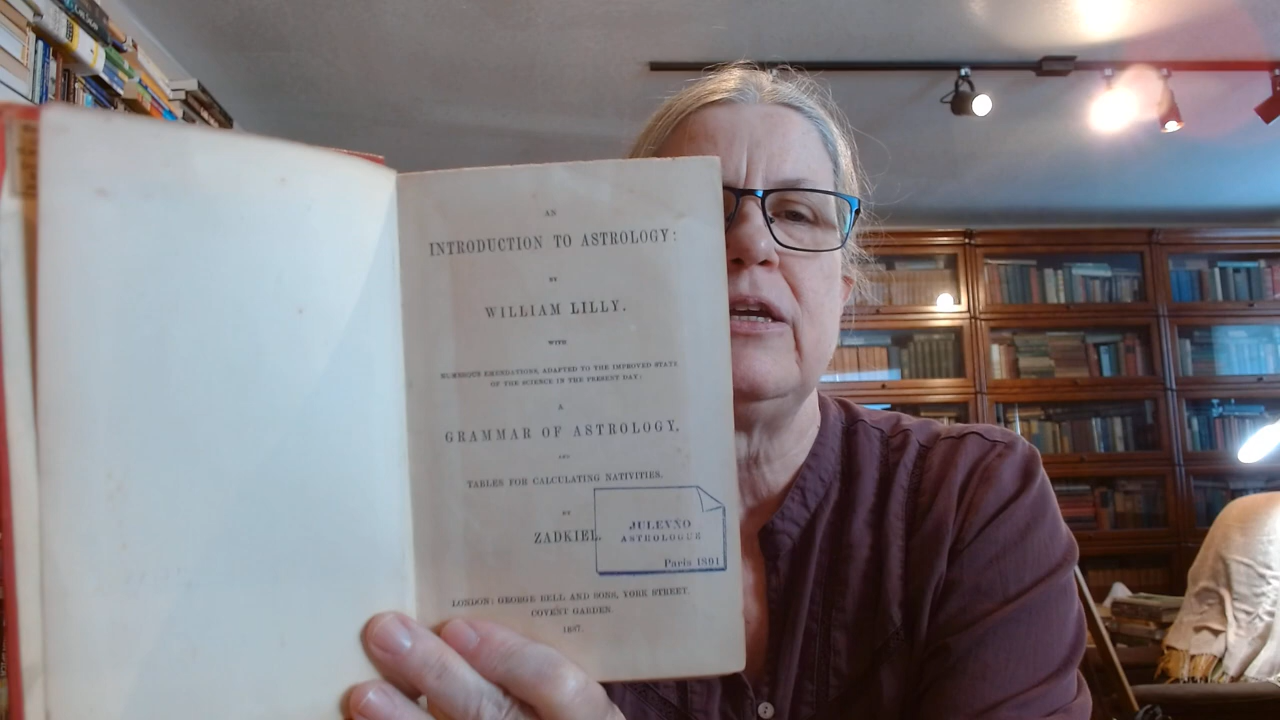 AN
INTRODUCTION TO ASTROLOGY:
BY
WILLIAM LILLY.
WITH
NUMEROUS EMENDATIONS, ADAPTED TO THE IMPROVED STATE
OF THE SCIENCE IN THE PRESENT DAY:
A
GRAMMAR OF ASTROLOGY,
AND
TABLES FOR CALCULATING NATIVITIES.
BY
ZADKIEL.
JULEVNO
ASTROLOGUE
Paris 1891
LONDON: GEORGE BELL AND SONS, YORK STREET,
COVENT GARDEN.
1887.